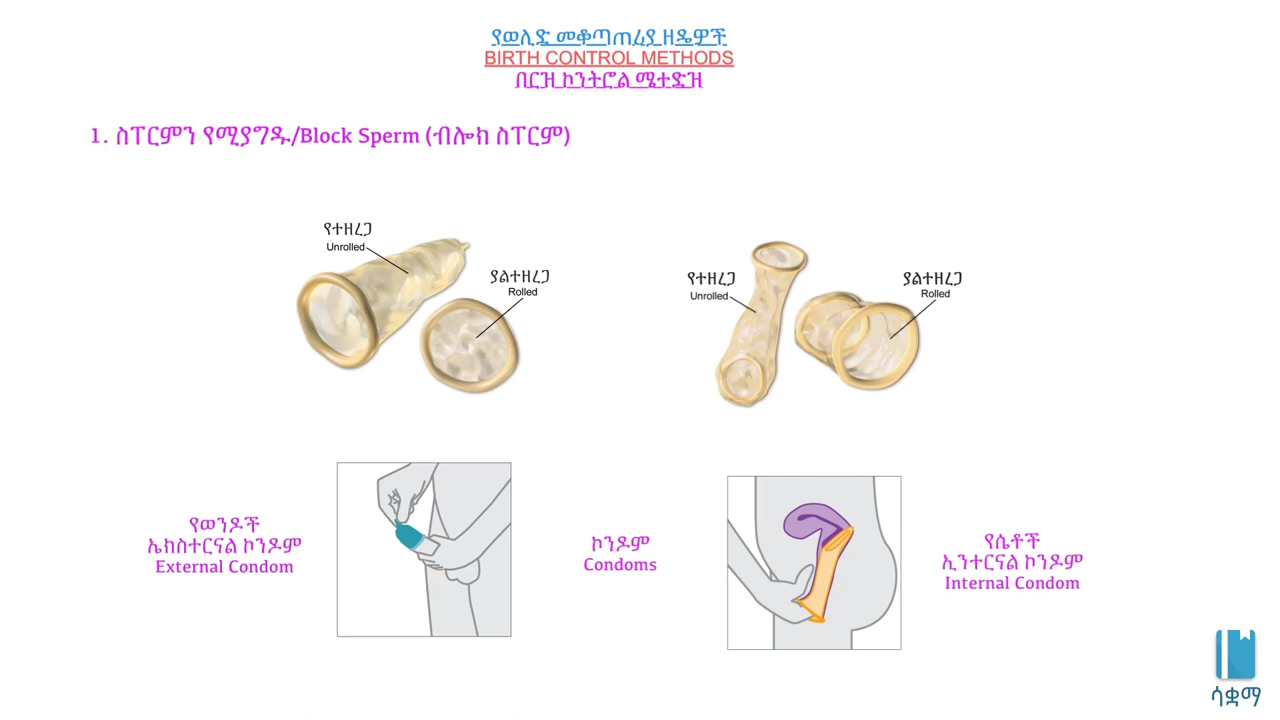 የወሊድ መቆጣጠሪያ ዘዴዎች
BIRTH CONTROL METHODS
በርዝ ኮንትሮል ሜተድዝ
1. ስፐርምን የሚያግዱ/Block Sperm (ብሎክ ስፐርም)
የተዘረጋ
Unrolled
ያልተዘረጋ
Rolled
የተዘረጋ
Unrolled
ያልተዘረጋ
Rolled
የወንዶች
ኤክስተርናል ኮንዶም
External Condom
ኮንዶም
Condoms
የሴቶች
ኢንተርናል ኮንዶም
Internal Condom
ሳቋማ